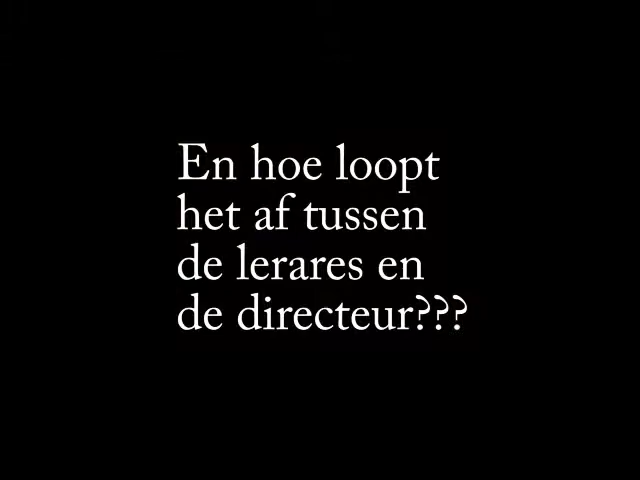 En hoe loopt
het af tussen
de lerares en
de directeur???